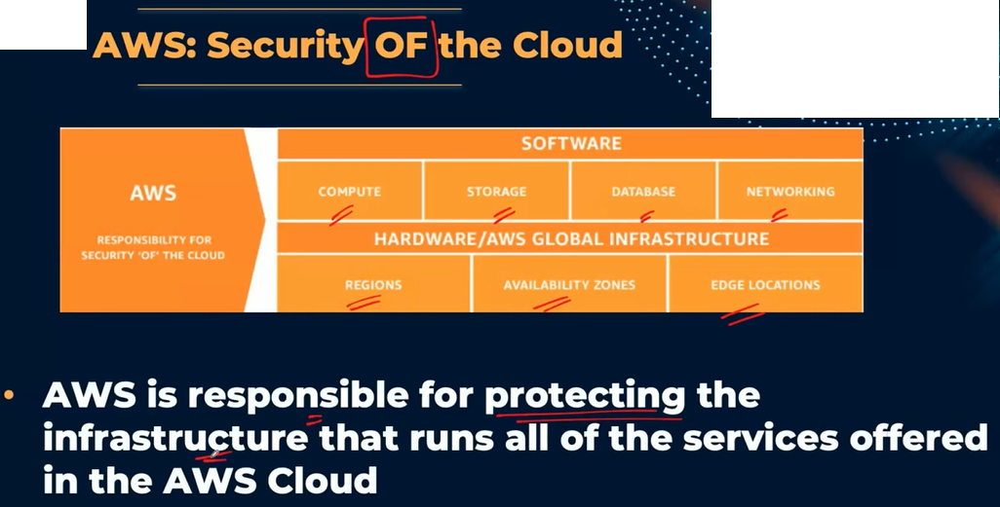 AWS: Security OF the Cloud
AWS
RESPONSIBILITY FOR
SECURITY 'OF' THE CLOUD
SOFTWARE
COMPUTE STORAGE DATABASE NETWORKING
HARDWARE/AWS GLOBAL INFRASTRUCTURE
REGIONS AVAILABILITY ZONES EDGE LOCATIONS
• AWS is responsible for protecting the
infrastructure that runs all of the services offered
in the AWS Cloud